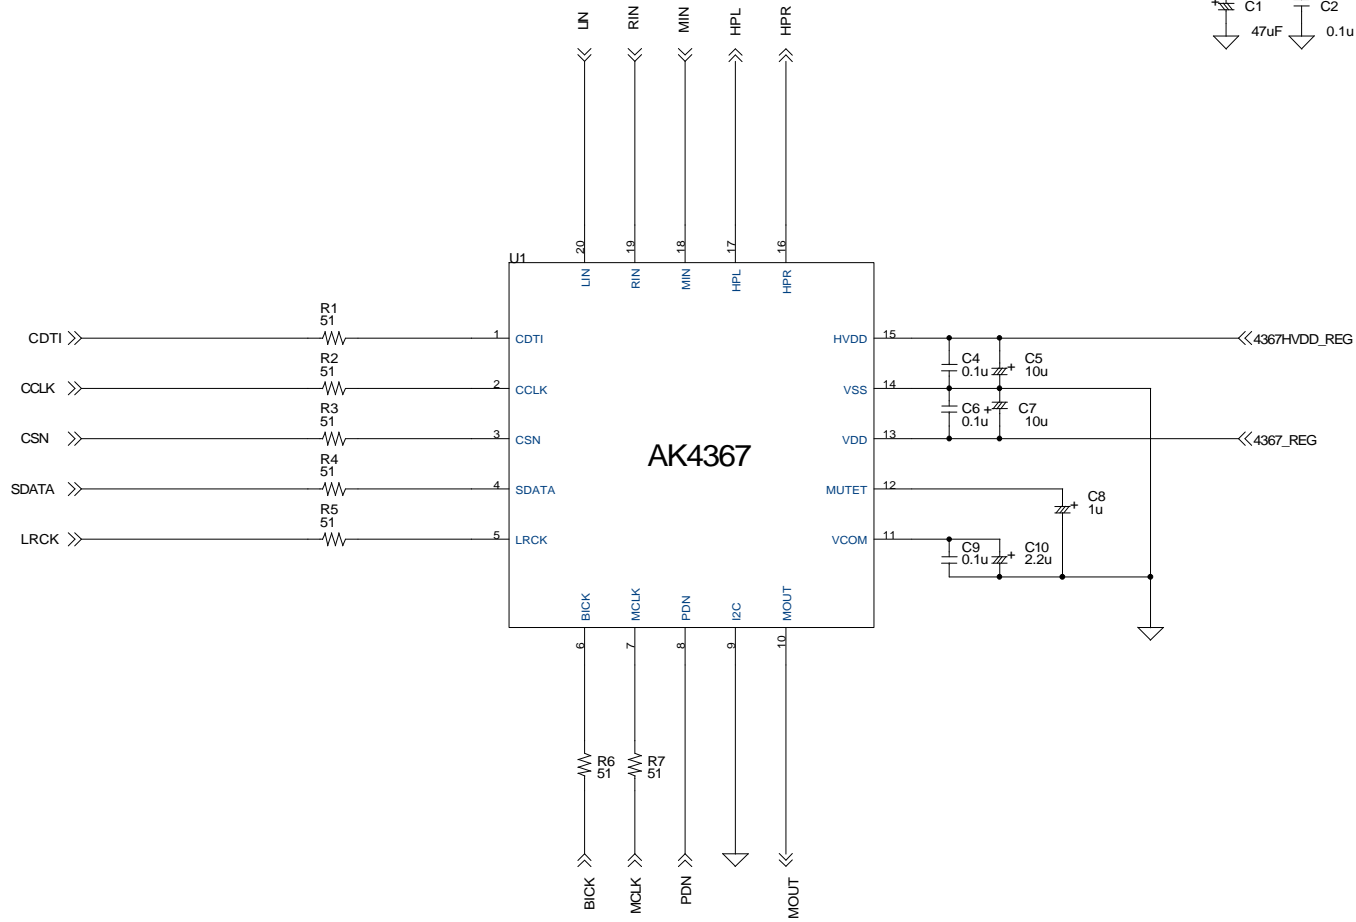 LIN
RIN
MIN
HPL
HPR
+
C1
47uF
C2
0.1u
20
19
18
17
16
U1
LIN
RIN
MIN
HPL
HPR
CDTI
R1
51
1
CDTI
CCLK
R2
51
2
CCLK
CSN
R3
51
3
CSN
SDATA
R4
51
4
SDATA
LRCK
R5
51
5
LRCK
AK4367
HVDD
15
4367HVDD_REG
C4
0.1u
+
C5
10u
VSS
14
C6
0.1u
+
C7
10u
VDD
13
4367_REG
MUTET
12
+
C8
1u
VCOM
11
C9
0.1u
+
C10
2.2u
BICK
MCLK
PDN
I2C
MOUT
6
7
8
9
10
R6
51
R7
51
BICK
MCLK
PDN
MOUT